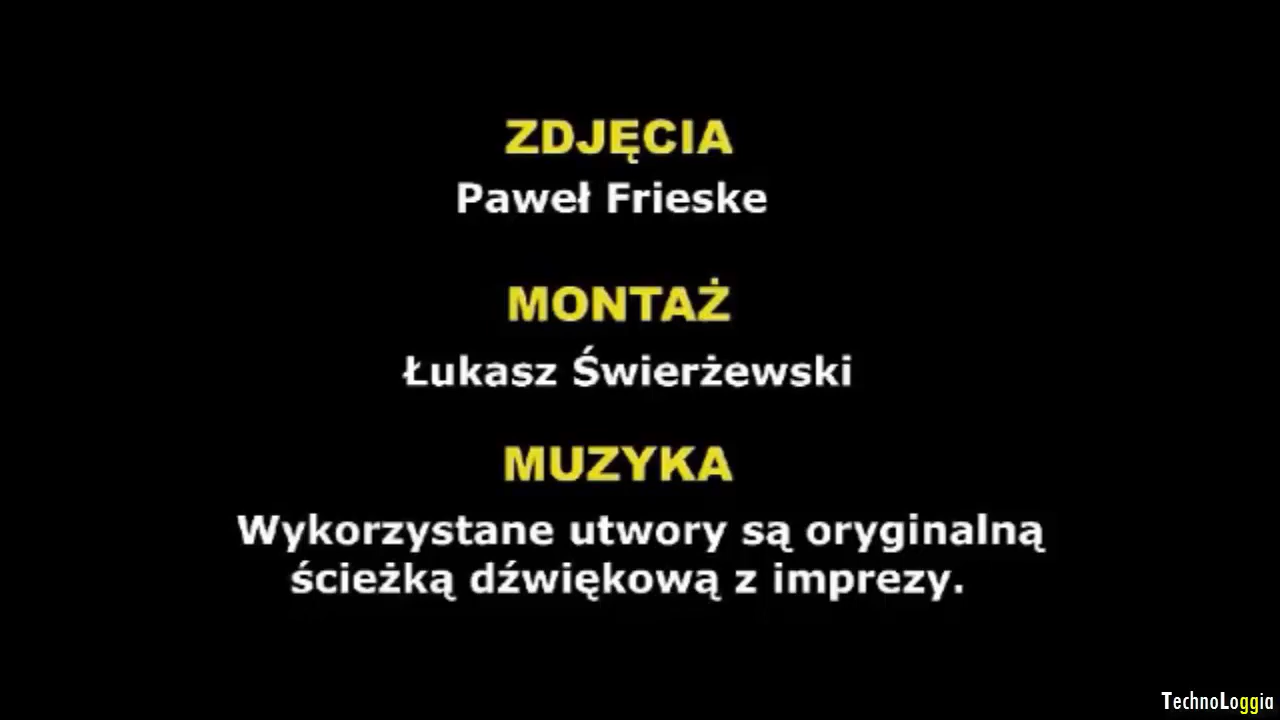 ZDJĘCIA
Paweł Frieske
MONTAŻ
Łukasz Świerżewski
MUZYKA
Wykorzystane utwory są oryginalną
ścieżką dźwiękową z imprezy.
TechnoLoggia